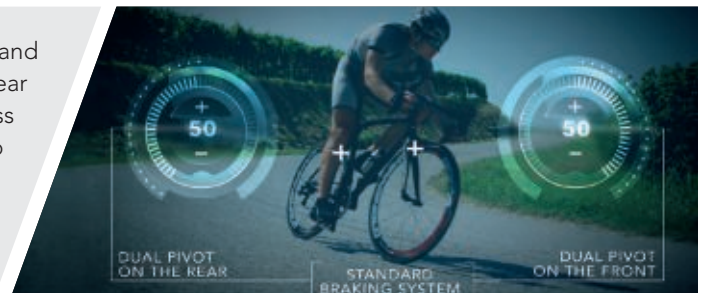 and
ear
ss
+
50
–
+
50
–
DUAL PIVOT
ON THE REAR
STANDARD
BRAKING SYSTEM
DUAL PIVOT
ON THE FRONT